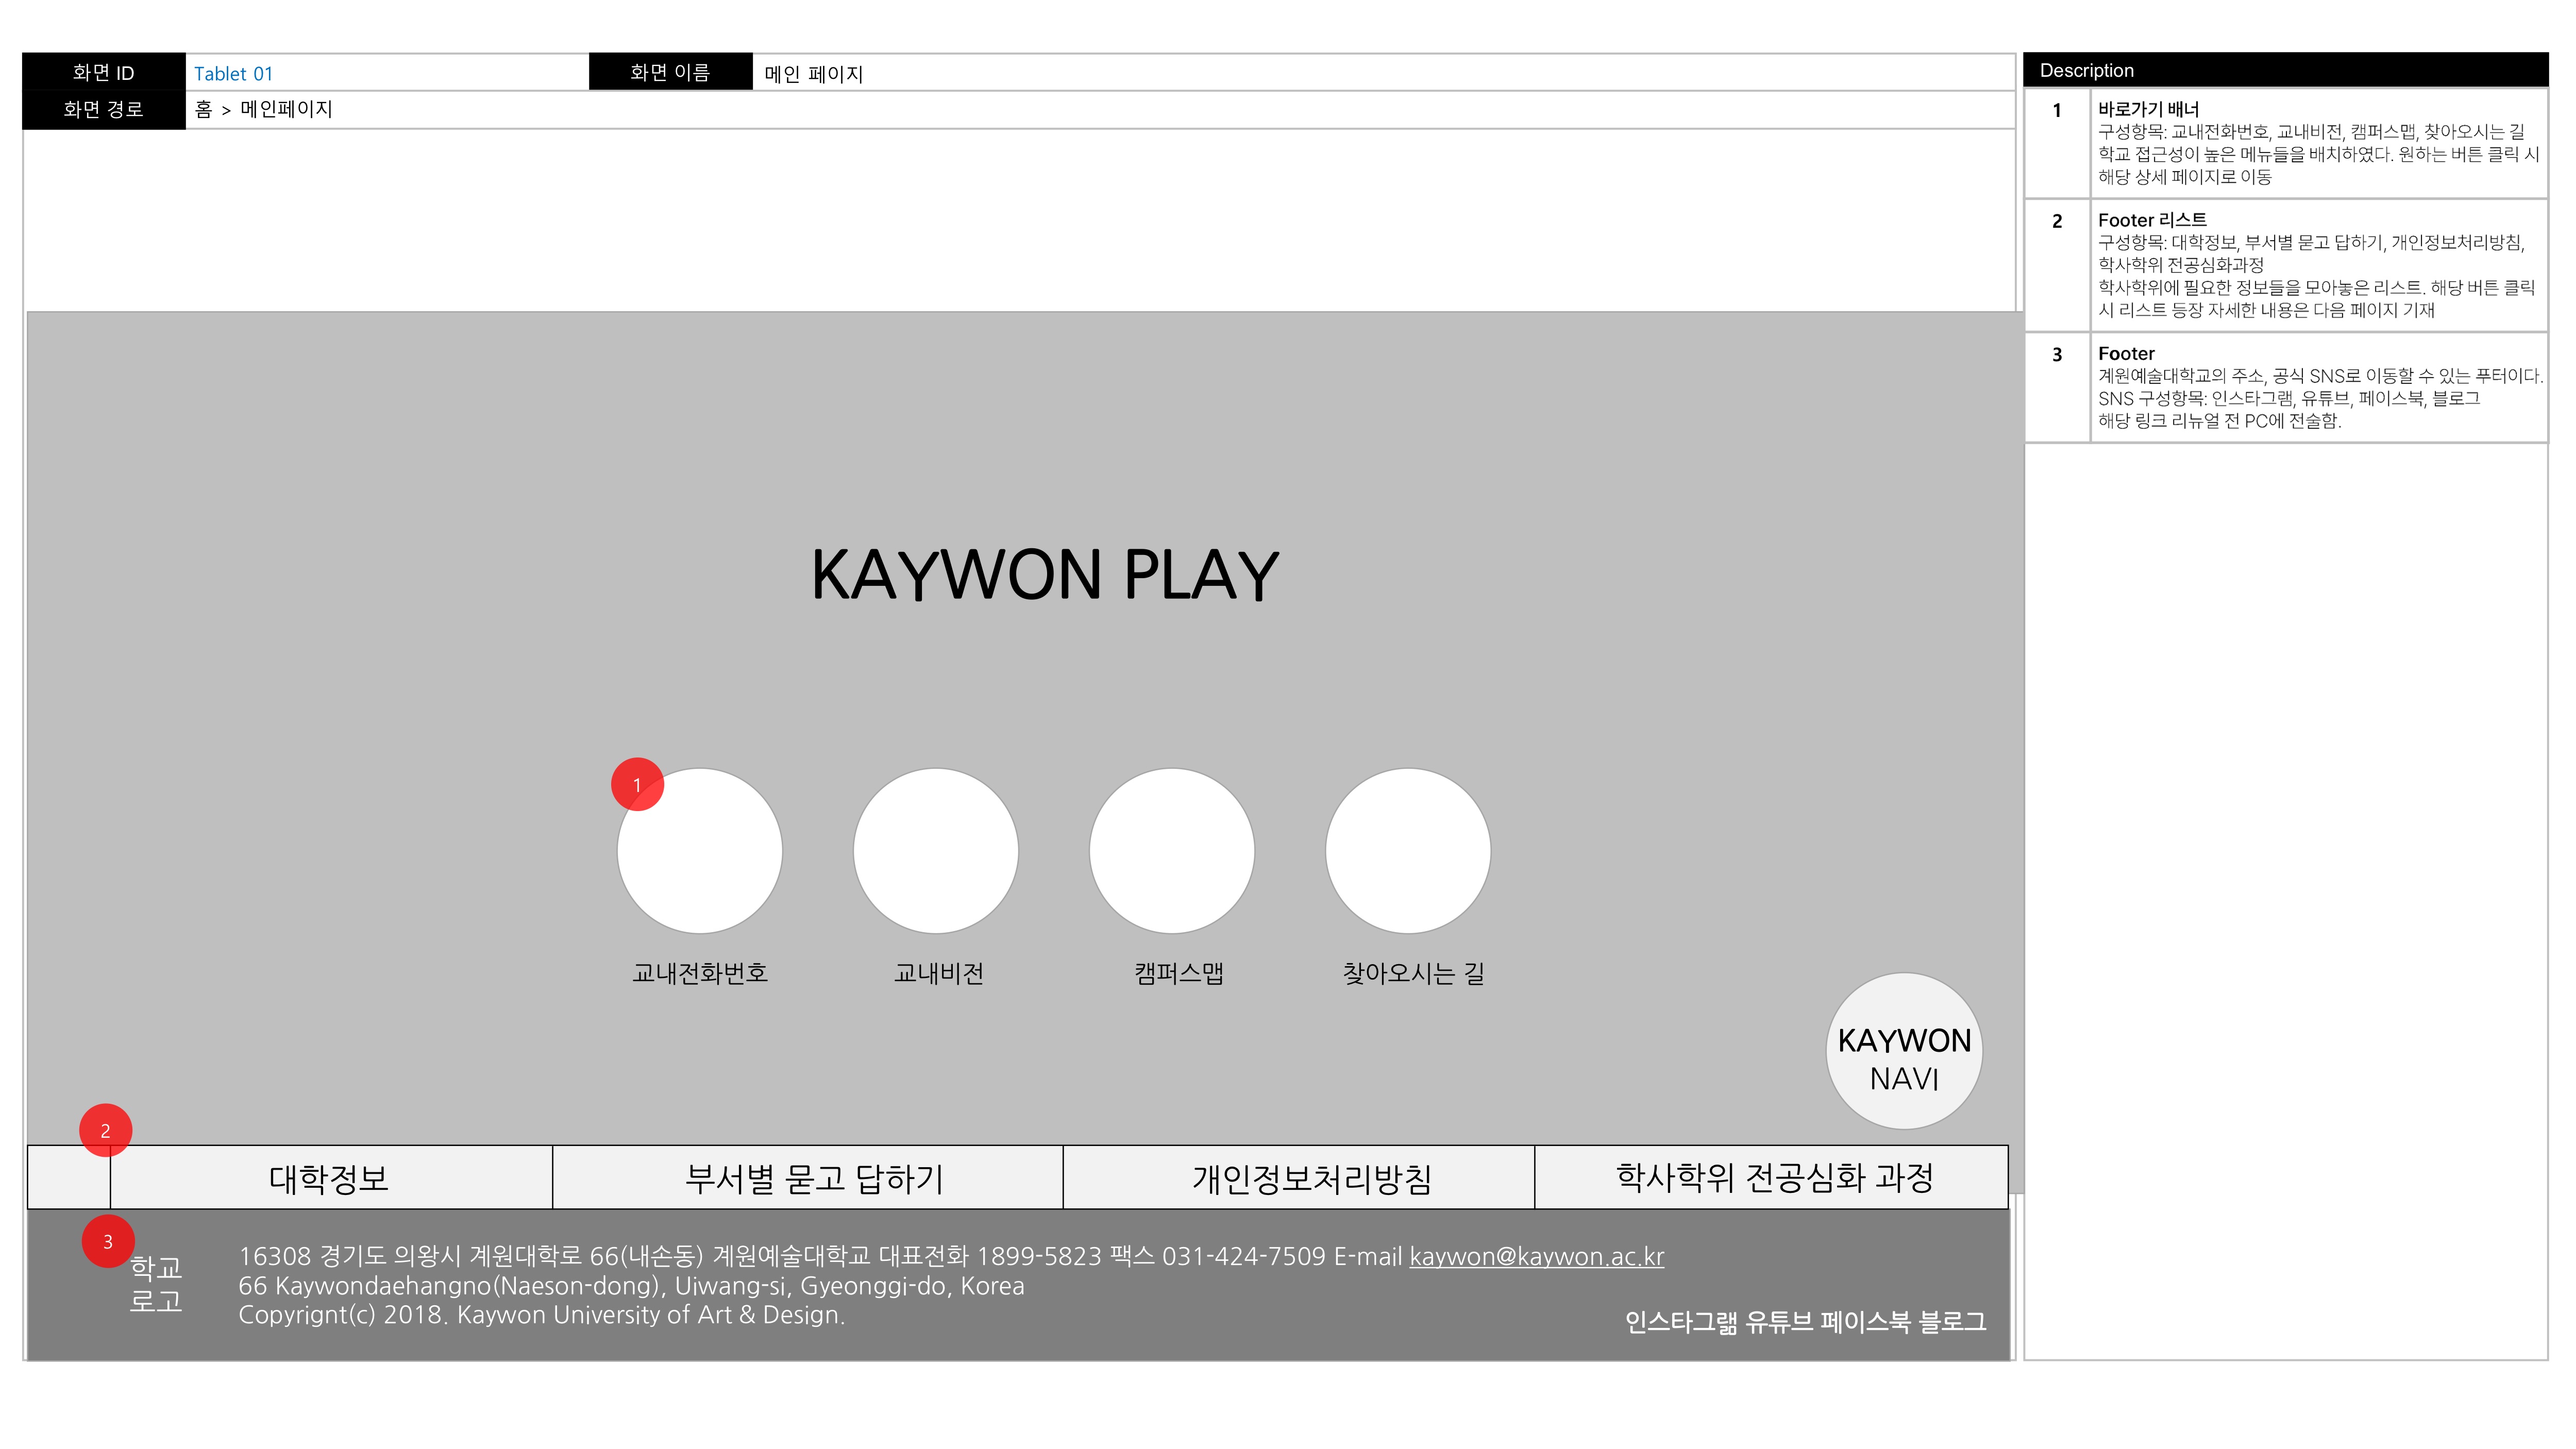 화면 ID Tablet 01 화면 이름 메인 페이지
화면 경로 홈 > 메인페이지
KAYWON PLAY
1
교내전화번호 교내비전 캠퍼스맵 찾아오시는 길
KAYWON
NAVI
2
대학정보 부서별 묻고 답하기 개인정보처리방침 학사학위 전공심화 과정
3
학교
로고
16308 경기도 의왕시 계원대학로 66(내손동) 계원예술대학교 대표전화 1899-5823 팩스 031-424-7509 E-mail kaywon@kaywon.ac.kr
66 Kaywondaehangno(Naeson-dong), Uiwang-si, Gyeonggi-do, Korea
Copyrignt(c) 2018. Kaywon University of Art & Design.
인스타그램 유튜브 페이스북 블로그
Description
1 바로가기 배너
구성항목: 교내전화번호, 교내비전, 캠퍼스맵, 찾아오시는 길
학교 접근성이 높은 메뉴들을 배치하였다. 원하는 버튼 클릭 시
해당 상세 페이지로 이동
2 Footer 리스트
구성항목: 대학정보, 부서별 묻고 답하기, 개인정보처리방침,
학사학위 전공심화과정
학사학위에 필요한 정보들을 모아놓은 리스트. 해당 버튼 클릭
시 리스트 등장 자세한 내용은 다음 페이지 기재
3 Footer
계원예술대학교의 주소, 공식 SNS로 이동할 수 있는 푸터이다.
SNS 구성항목: 인스타그램, 유튜브, 페이스북, 블로그
해당 링크 리뉴얼 전 PC에 전술함.